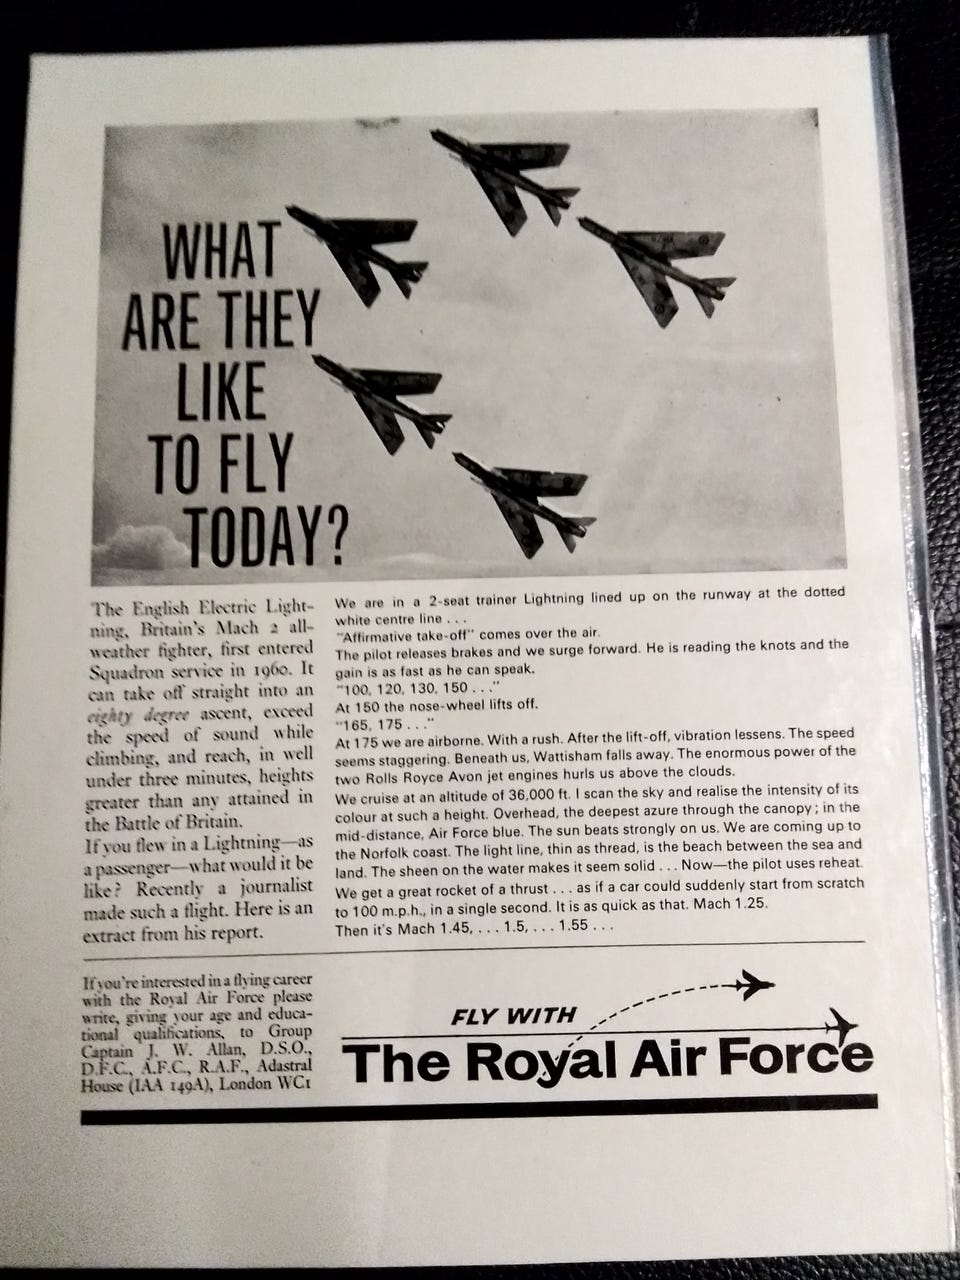 WHAT
ARE THEY
LIKE
TO FLY
TODAY?
The English Electric Light-
ning, Britain's Mach 2 all-
weather fighter, first entered
Squadron service in 1960. It
can take off straight into an
eighty degree ascent, exceed
the speed of sound while
climbing, and reach, in well
under three minutes, heights
greater than any attained in
the Battle of Britain.
If you flew in a Lightning—as
a passenger—what would it be
like? Recently a journalist
made such a flight. Here is an
extract from his report.
We are in a 2-seat trainer Lightning lined up on the runway at the dotted
white centre line . . .
"Affirmative take-off" comes over the air.
The pilot releases brakes and we surge forward. He is reading the knots and the
gain is as fast as he can speak.
"100, 120, 130, 150 . . ."
At 150 the nose-wheel lifts off.
"165, 175 . . ."
At 175 we are airborne. With a rush. After the lift-off, vibration lessens. The speed
seems staggering. Beneath us, Wattisham falls away. The enormous power of the
two Rolls Royce Avon jet engines hurls us above the clouds.
We cruise at an altitude of 36,000 ft. I scan the sky and realise the intensity of its
colour at such a height. Overhead, the deepest azure through the canopy; in the
mid-distance, Air Force blue. The sun beats strongly on us. We are coming up to
the Norfolk coast. The light line, thin as thread, is the beach between the sea and
land. The sheen on the water makes it seem solid . . . Now—the pilot uses reheat.
We get a great rocket of a thrust . . . as if a car could suddenly start from scratch
to 100 m.p.h., in a single second. It is as quick as that. Mach 1.25.
Then it's Mach 1.45, . . . 1.5, . . . 1.55 . . .
If you're interested in a flying career
with the Royal Air Force please
write, giving your age and educa-
tional qualifications, to Group
Captain J. W. Allan, D.S.O.,
D.F.C., A.F.C., R.A.F., Adastral
House (IAA 149A), London WC1
FLY WITH
The Royal Air Force